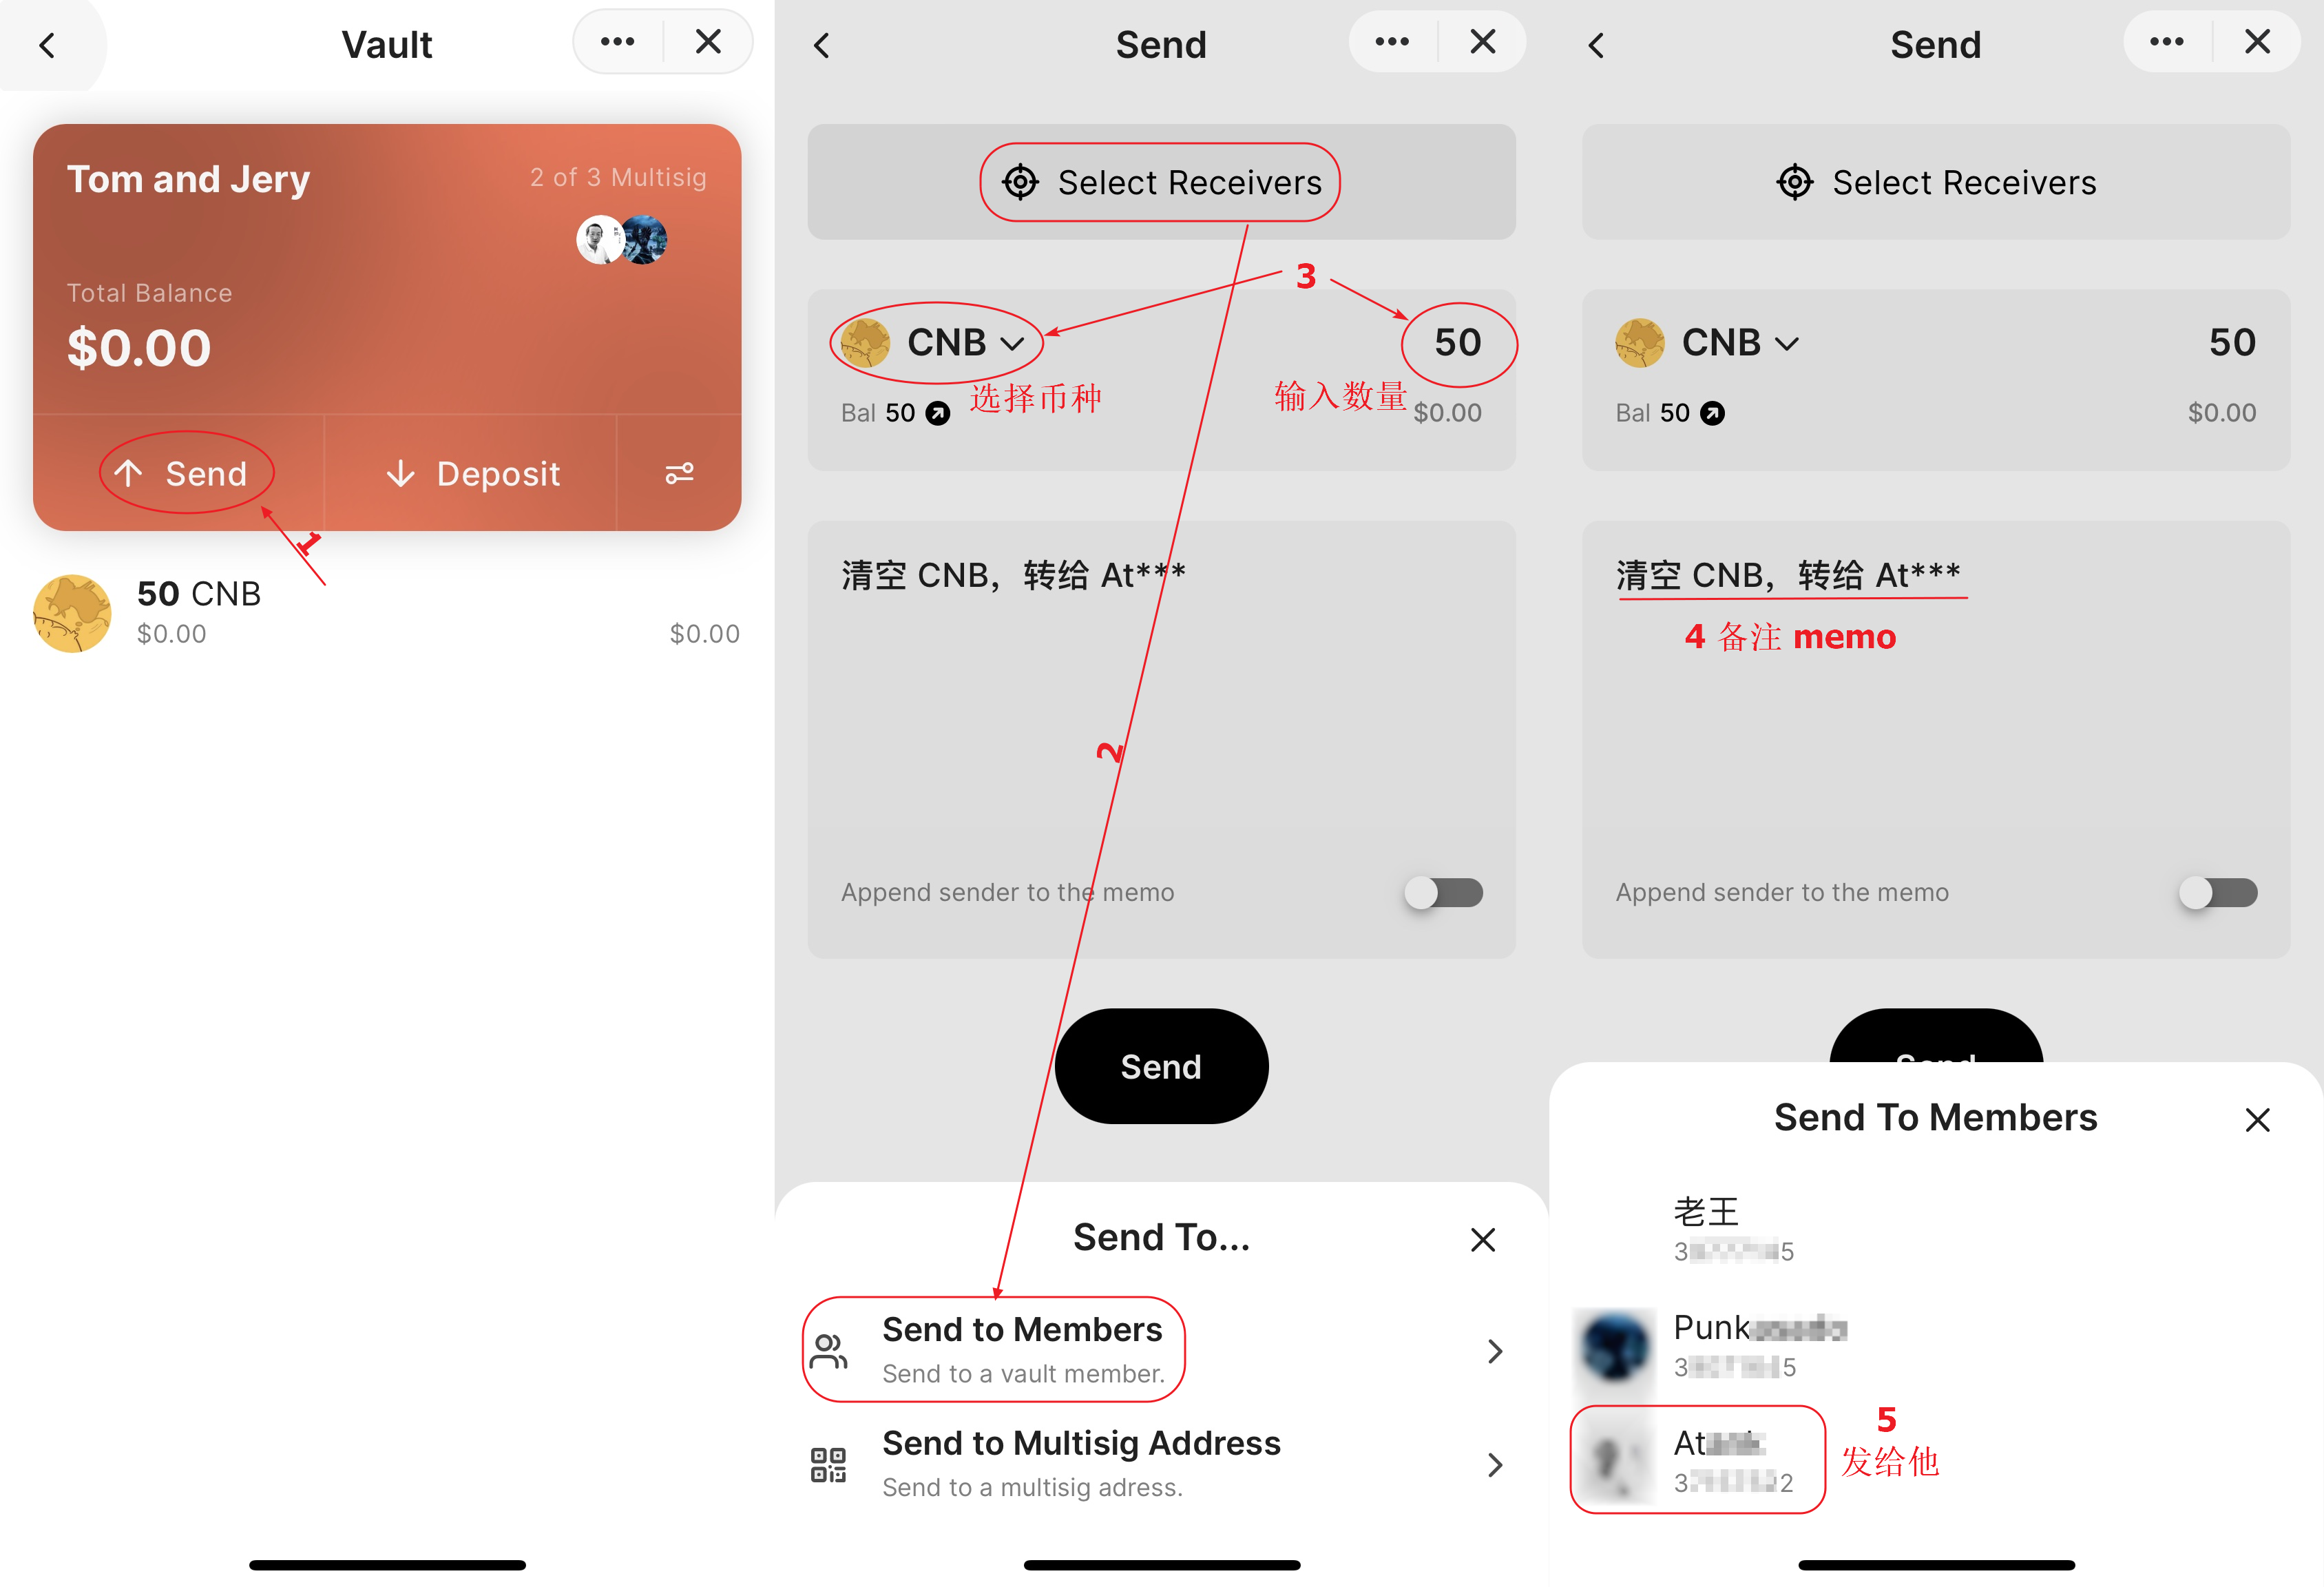 Vault
Tom and Jery
2 of 3 Multisig
Total Balance
$0.00
Send
Deposit
1
50 CNB
$0.00
$0.00
Send
Select Receivers
3
CNB
50
选择币种
输入数量
Bal 50
$0.00
清空 CNB，转给 At***
2
Append sender to the memo
Send
Send To...
Send to Members
Send to a vault member.
Send to Multisig Address
Send to a multisig adress.
Send
Select Receivers
CNB
50
Bal 50
$0.00
清空 CNB，转给 At***
4 备注 memo
Append sender to the memo
Send
Send To Members
老王
3 5
Punk
3 5
At
3 2
5
发给他